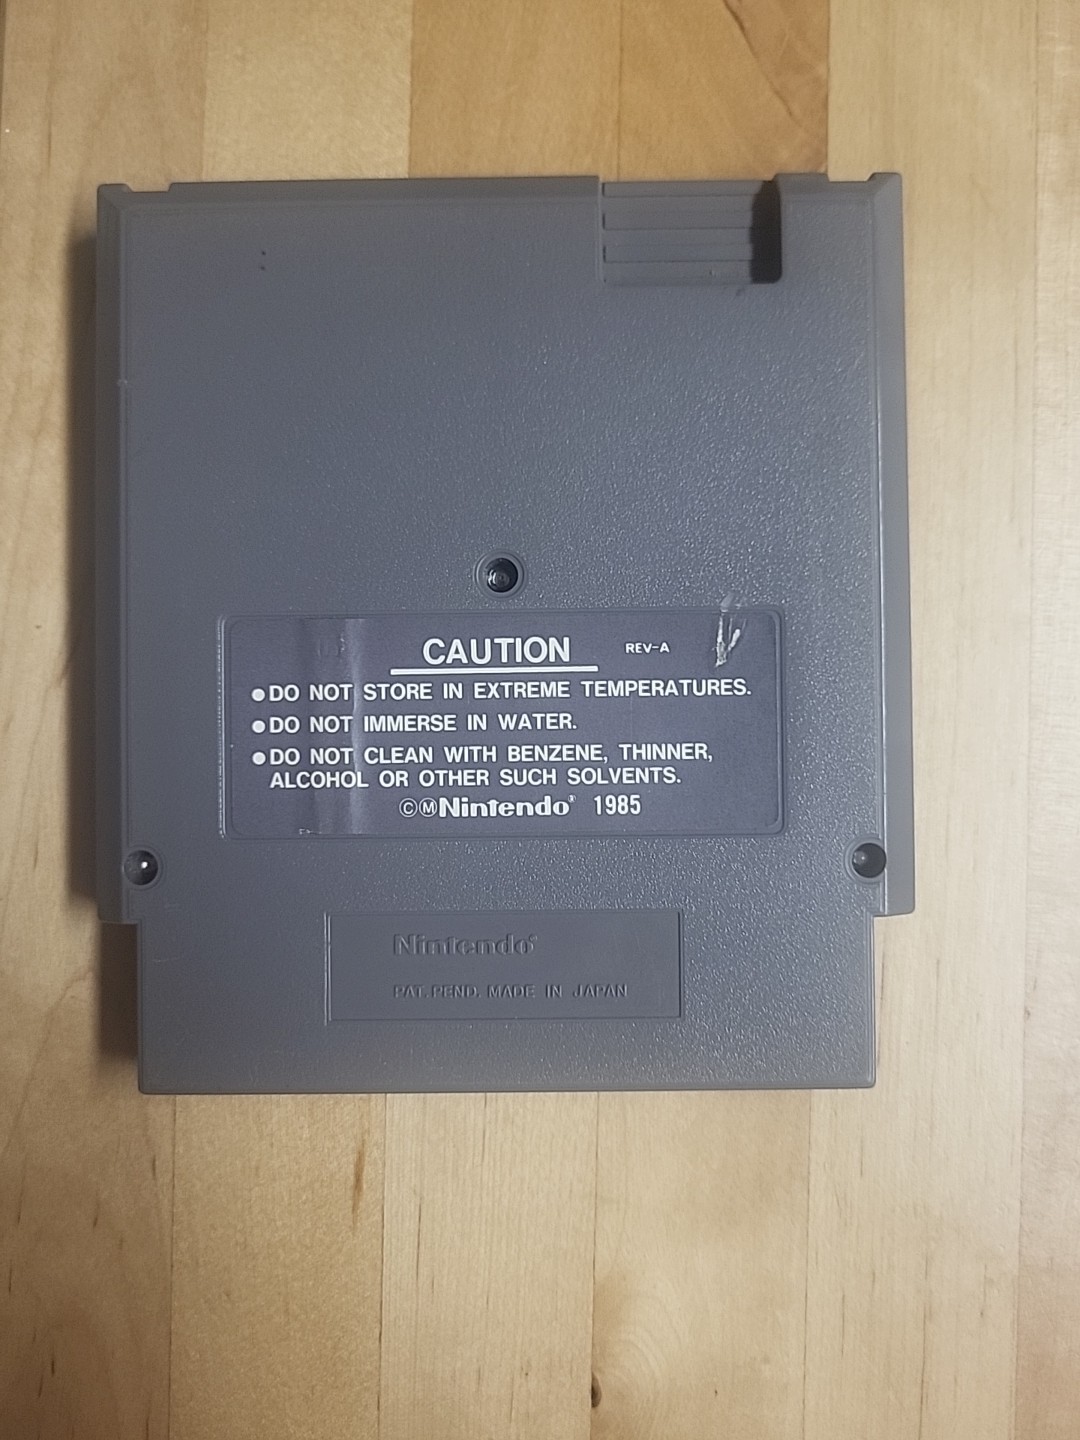 CAUTION REV-A
●DO NOT STORE IN EXTREME TEMPERATURES.
●DO NOT IMMERSE IN WATER.
●DO NOT CLEAN WITH BENZENE, THINNER,
ALCOHOL OR OTHER SUCH SOLVENTS.
©ⓂNintendo® 1985
Nintendo®
PAT. PEND. MADE IN JAPAN